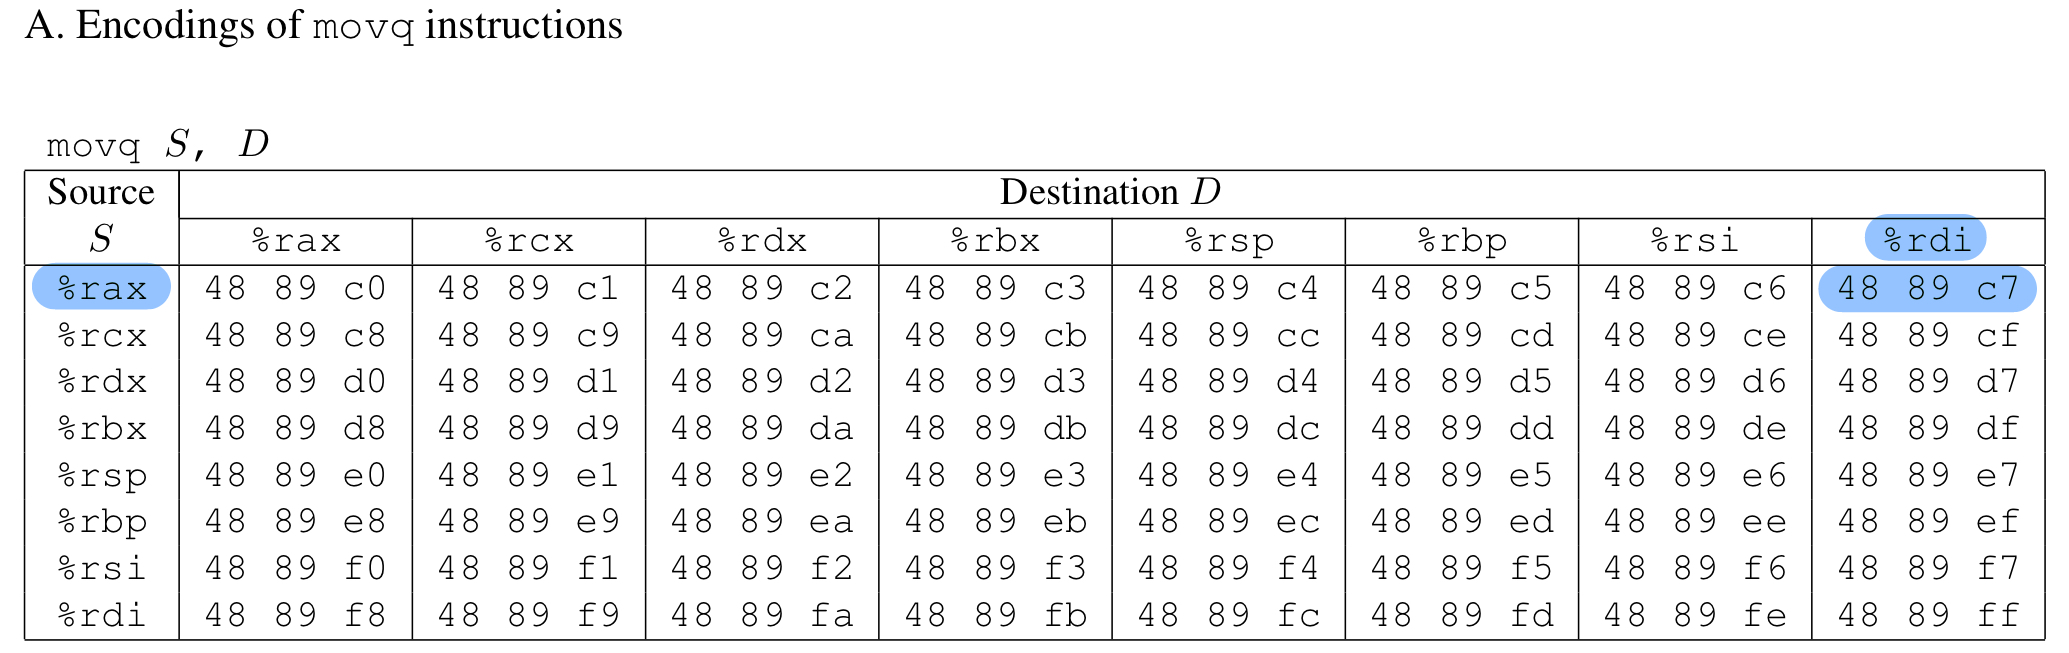 A. Encodings of movq instructions
movq S, D
Source Destination D
S %rax %rcx %rdx %rbx %rsp %rbp %rsi %rdi
%rax 48 89 c0 48 89 c1 48 89 c2 48 89 c3 48 89 c4 48 89 c5 48 89 c6 48 89 c7
%rcx 48 89 c8 48 89 c9 48 89 ca 48 89 cb 48 89 cc 48 89 cd 48 89 ce 48 89 cf
%rdx 48 89 d0 48 89 d1 48 89 d2 48 89 d3 48 89 d4 48 89 d5 48 89 d6 48 89 d7
%rbx 48 89 d8 48 89 d9 48 89 da 48 89 db 48 89 dc 48 89 dd 48 89 de 48 89 df
%rsp 48 89 e0 48 89 e1 48 89 e2 48 89 e3 48 89 e4 48 89 e5 48 89 e6 48 89 e7
%rbp 48 89 e8 48 89 e9 48 89 ea 48 89 eb 48 89 ec 48 89 ed 48 89 ee 48 89 ef
%rsi 48 89 f0 48 89 f1 48 89 f2 48 89 f3 48 89 f4 48 89 f5 48 89 f6 48 89 f7
%rdi 48 89 f8 48 89 f9 48 89 fa 48 89 fb 48 89 fc 48 89 fd 48 89 fe 48 89 ff